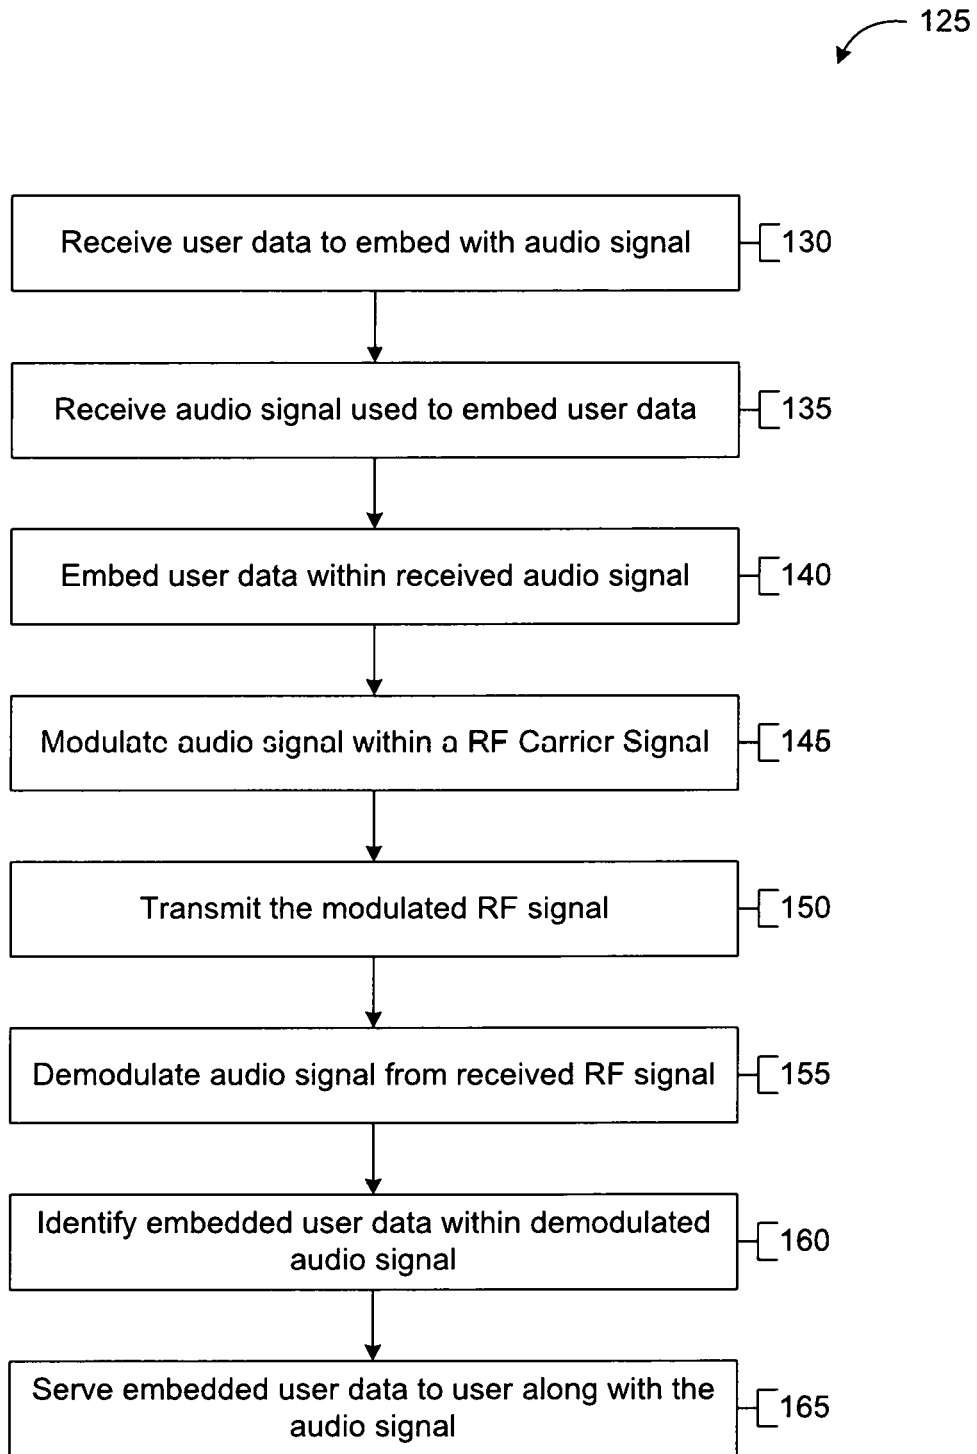 125
Receive user data to embed with audio signal
130
Receive audio signal used to embed user data
135
Embed user data within received audio signal
140
Modulate audio signal within a RF Carrier Signal
145
Transmit the modulated RF signal
150
Demodulate audio signal from received RF signal
155
Identify embedded user data within demodulated
audio signal
160
Serve embedded user data to user along with the
audio signal
165